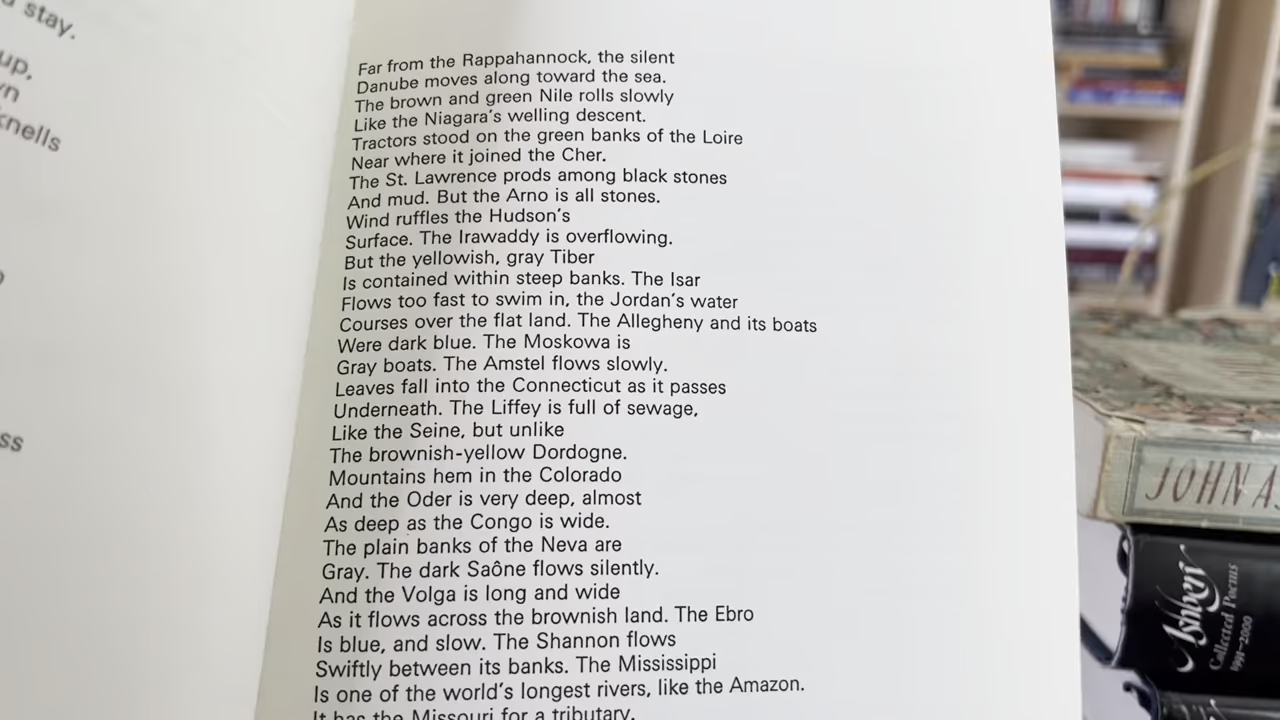 stay.
up,
knells
ss
Far from the Rappahannock, the silent
Danube moves along toward the sea.
The brown and green Nile rolls slowly
Like the Niagara's welling descent.
Tractors stood on the green banks of the Loire
Near where it joined the Cher.
The St. Lawrence prods among black stones
And mud. But the Arno is all stones.
Wind ruffles the Hudson's
Surface. The Irawaddy is overflowing.
But the yellowish, gray Tiber
Is contained within steep banks. The Isar
Flows too fast to swim in, the Jordan's water
Courses over the flat land. The Allegheny and its boats
Were dark blue. The Moskowa is
Gray boats. The Amstel flows slowly.
Leaves fall into the Connecticut as it passes
Underneath. The Liffey is full of sewage,
Like the Seine, but unlike
The brownish-yellow Dordogne.
Mountains hem in the Colorado
And the Oder is very deep, almost
As deep as the Congo is wide.
The plain banks of the Neva are
Gray. The dark Saône flows silently.
And the Volga is long and wide
As it flows across the brownish land. The Ebro
Is blue, and slow. The Shannon flows
Swiftly between its banks. The Mississippi
Is one of the world's longest rivers, like the Amazon.
It has the Missouri for a tributary.
JOHN AS
Ashbery
Collected Poems
1991–2000